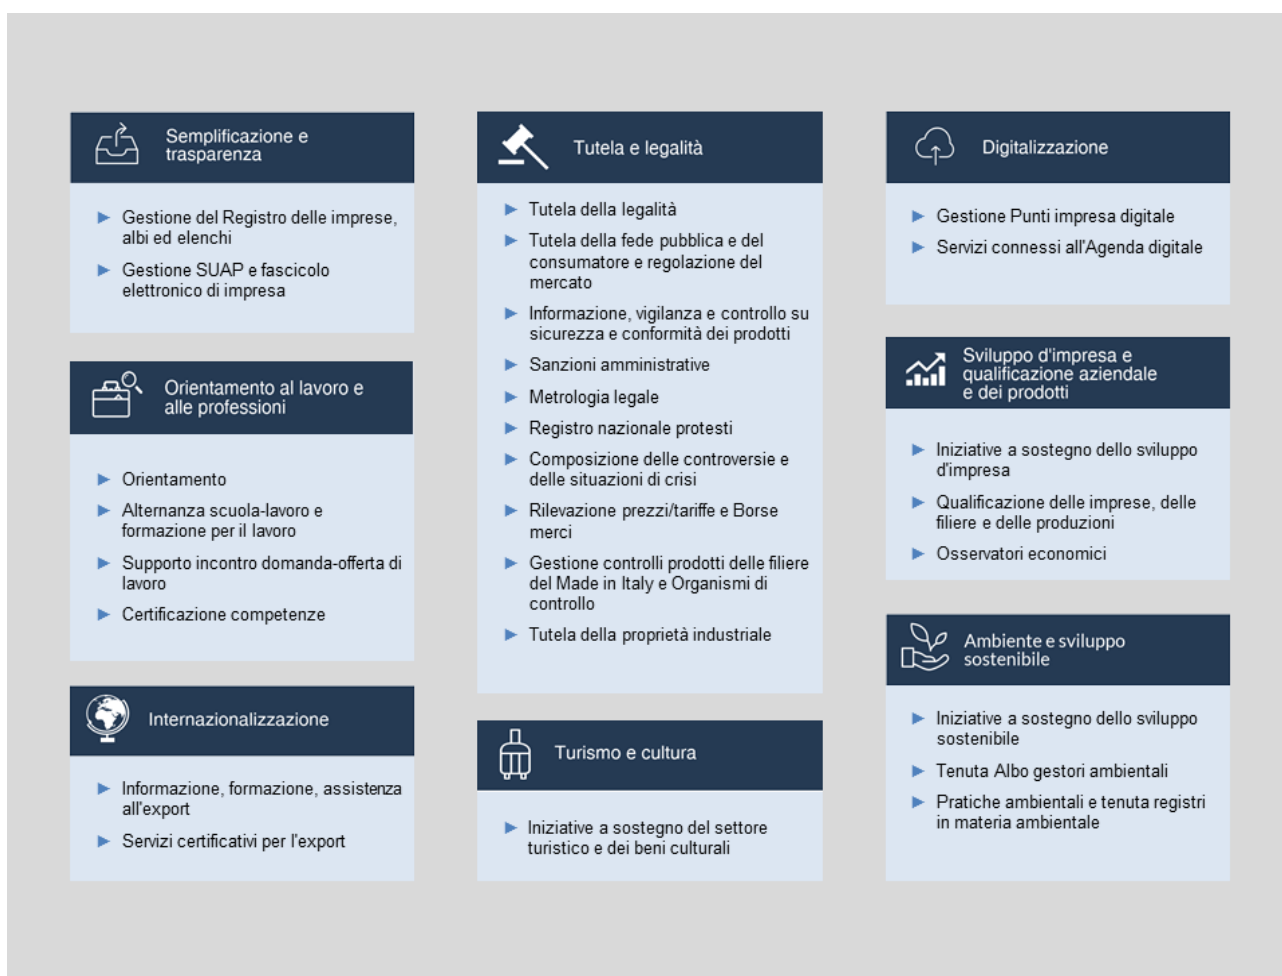 Semplificazione e
trasparenza
Gestione del Registro delle imprese,
albi ed elenchi
Gestione SUAP e fascicolo
elettronico di impresa
Orientamento al lavoro e
alle professioni
Orientamento
Alternanza scuola-lavoro e
formazione per il lavoro
Supporto incontro domanda-offerta di
lavoro
Certificazione competenze
Internazionalizzazione
Informazione, formazione, assistenza
all'export
Servizi certificativi per l'export
Tutela e legalità
Tutela della legalità
Tutela della fede pubblica e del
consumatore e regolazione del
mercato
Informazione, vigilanza e controllo su
sicurezza e conformità dei prodotti
Sanzioni amministrative
Metrologia legale
Registro nazionale protesti
Composizione delle controversie e
delle situazioni di crisi
Rilevazione prezzi/tariffe e Borse
merci
Gestione controlli prodotti delle filiere
del Made in Italy e Organismi di
controllo
Tutela della proprietà industriale
Turismo e cultura
Iniziative a sostegno del settore
turistico e dei beni culturali
Digitalizzazione
Gestione Punti impresa digitale
Servizi connessi all'Agenda digitale
Sviluppo d'impresa e
qualificazione aziendale
e dei prodotti
Iniziative a sostegno dello sviluppo
d'impresa
Qualificazione delle imprese, delle
filiere e delle produzioni
Osservatori economici
Ambiente e sviluppo
sostenibile
Iniziative a sostegno dello sviluppo
sostenibile
Tenuta Albo gestori ambientali
Pratiche ambientali e tenuta registri
in materia ambientale